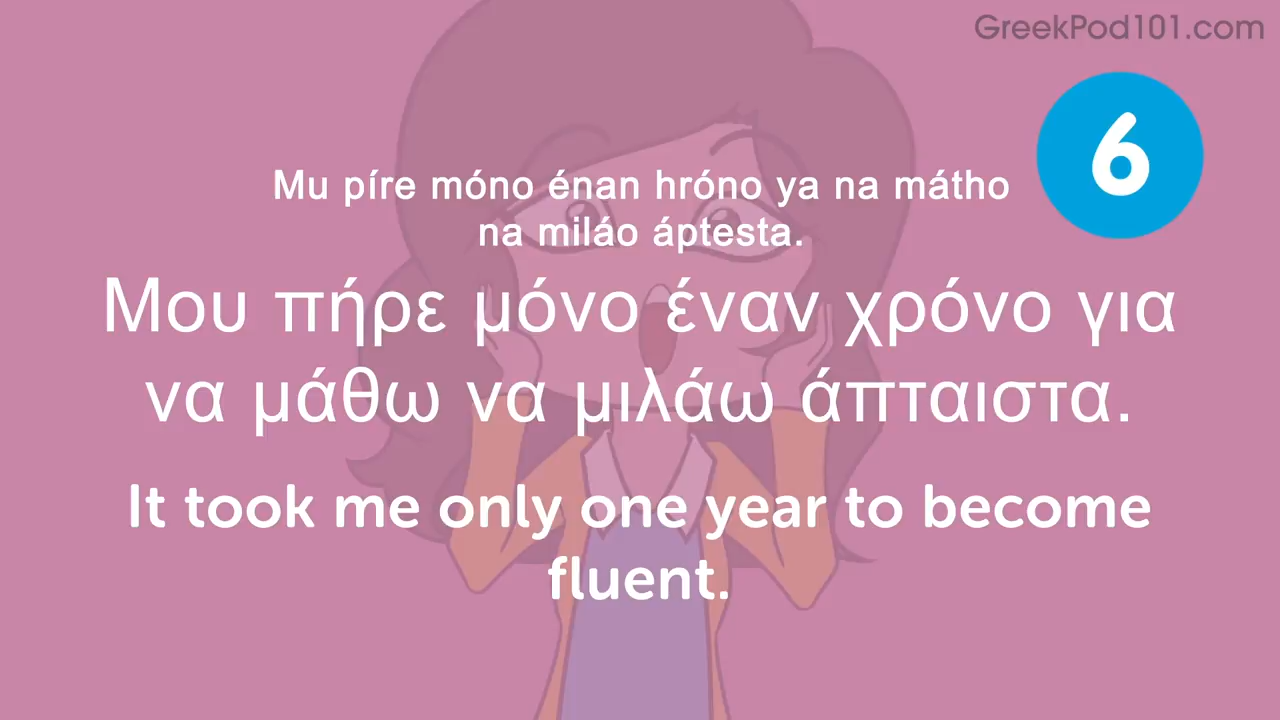 GreekPod101.com
6
Mu píre móno énan hróno ya na mátho
na miláo áptesta.
Μου πήρε μόνο έναν χρόνο για
να μάθω να μιλάω άπταιστα.
It took me only one year to become
fluent.